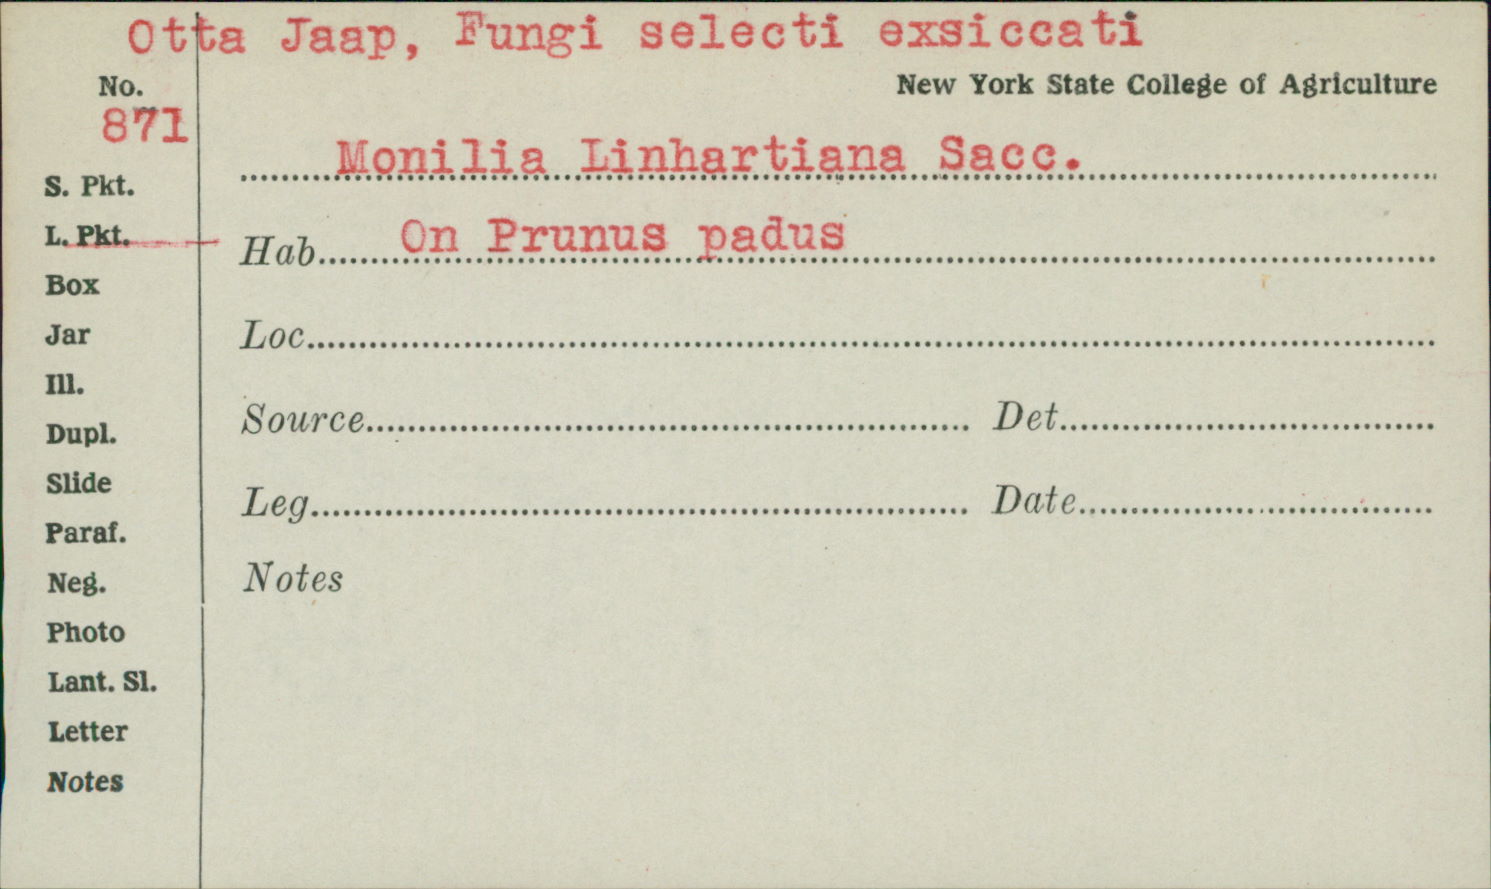 Otta Jaap, Fungi selecti exsiccati
No.
New York State College of Agriculture
871
Monilia Linhartiana Sacc.
S. Pkt.
L. Pkt.
Hab. On Prunus padus
Box
Jar
Loc.
Ill.
Dupl.
Source Det.
Slide
Leg. Date
Paraf.
Neg.
Notes
Photo
Lant. Sl.
Letter
Notes